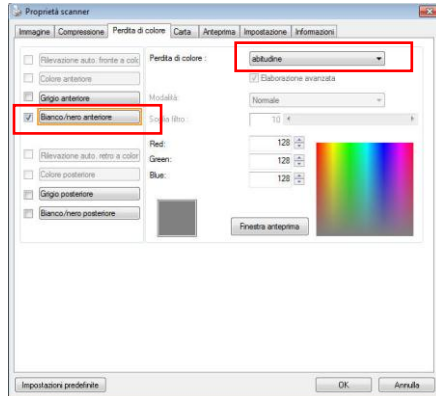 Proprietà scanner
Immagine Compressione Perdita di colore Carta Anteprima Impostazione Informazioni
Rilevazione auto. fronte a colo
Colore anteriore
Grigio anteriore
Bianco/nero anteriore
Rilevazione auto. retro a color
Colore posteriore
Grigio posteriore
Bianco/nero posteriore
Perdita di colore : abitudine
Elaborazione avanzata
Modalità: Normale
Soglia filtro : 10
Red: 128
Green: 128
Blue: 128
Finestra anteprima
Impostazioni predefinite OK Annulla